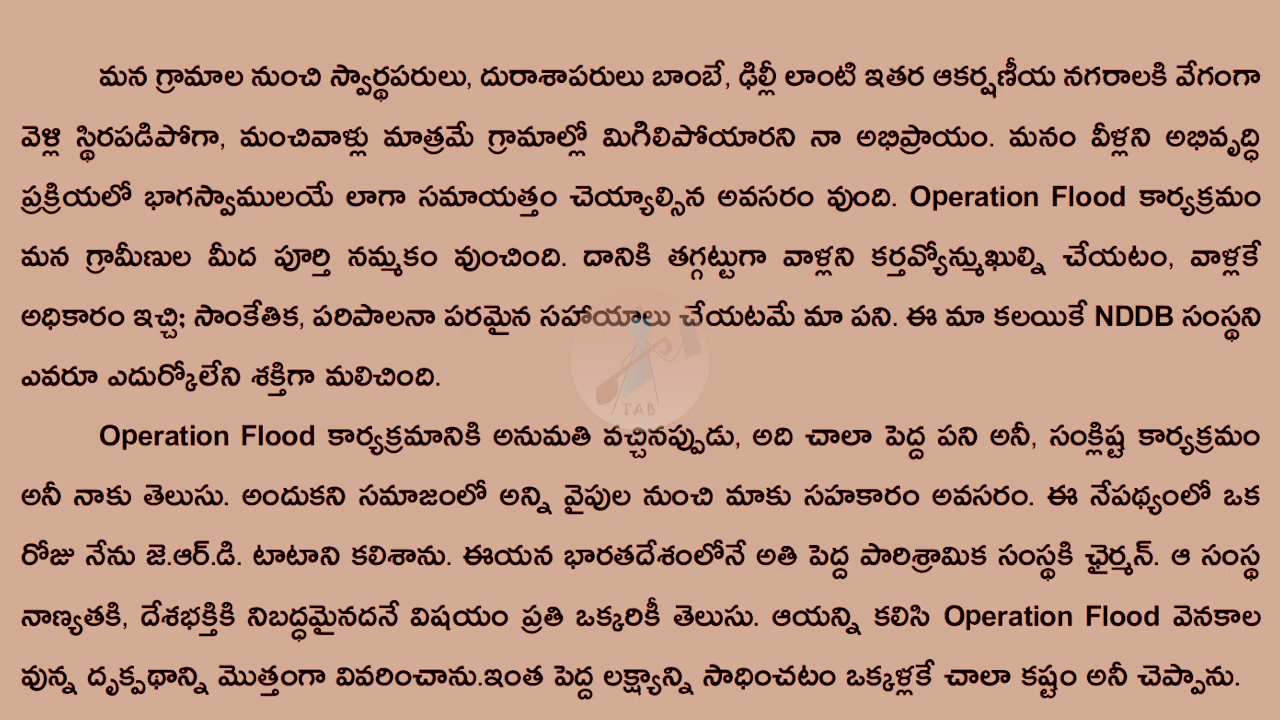 మన గ్రామాల నుంచి స్వార్థపరులు, దురాశాపరులు బాంబే, ఢిల్లీ లాంటి ఇతర ఆకర్షణీయ నగరాలకి వేగంగా
వెళ్లి స్థిరపడిపోగా, మంచివాళ్లు మాత్రమే గ్రామాల్లో మిగిలిపోయారని నా అభిప్రాయం. మనం వీళ్లని అభివృద్ధి
ప్రక్రియలో భాగస్వాములయే లాగా సమాయత్తం చెయ్యాల్సిన అవసరం వుంది. Operation Flood కార్యక్రమం
మన గ్రామీణుల మీద పూర్తి నమ్మకం వుంచింది. దానికి తగ్గట్టుగా వాళ్లని కర్తవ్యోన్ముఖుల్ని చేయటం, వాళ్లకే
అధికారం ఇచ్చి; సాంకేతిక, పరిపాలనా పరమైన సహాయాలు చేయటమే మా పని. ఈ మా కలయికే NDDB సంస్థని
ఎవరూ ఎదుర్కోలేని శక్తిగా మలిచింది.
Operation Flood కార్యక్రమానికి అనుమతి వచ్చినప్పుడు, అది చాలా పెద్ద పని అనీ, సంక్లిష్ట కార్యక్రమం
అనీ నాకు తెలుసు. అందుకని సమాజంలో అన్ని వైపుల నుంచి మాకు సహకారం అవసరం. ఈ నేపథ్యంలో ఒక
రోజు నేను జె.ఆర్.డి. టాటాని కలిశాను. ఈయన భారతదేశంలోనే అతి పెద్ద పారిశ్రామిక సంస్థకి ఛైర్మన్. ఆ సంస్థ
నాణ్యతకి, దేశభక్తికి నిబద్ధమైనదనే విషయం ప్రతి ఒక్కరికీ తెలుసు. ఆయన్ని కలిసి Operation Flood వెనకాల
వున్న దృక్పథాన్ని మొత్తంగా వివరించాను.ఇంత పెద్ద లక్ష్యాన్ని సాధించటం ఒక్కళ్లకే చాలా కష్టం అనీ చెప్పాను.
TAB